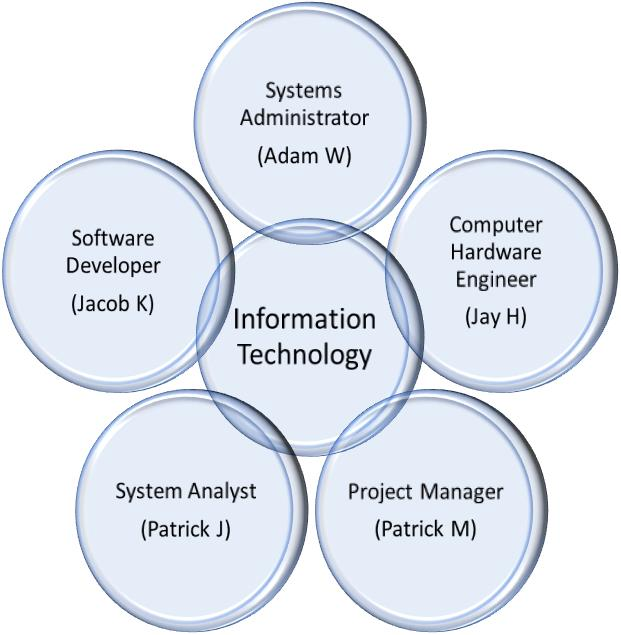 Systems
Administrator
(Adam W)
Software
Developer
(Jacob K)
Computer
Hardware
Engineer
(Jay H)
Information
Technology
System Analyst
(Patrick J)
Project Manager
(Patrick M)